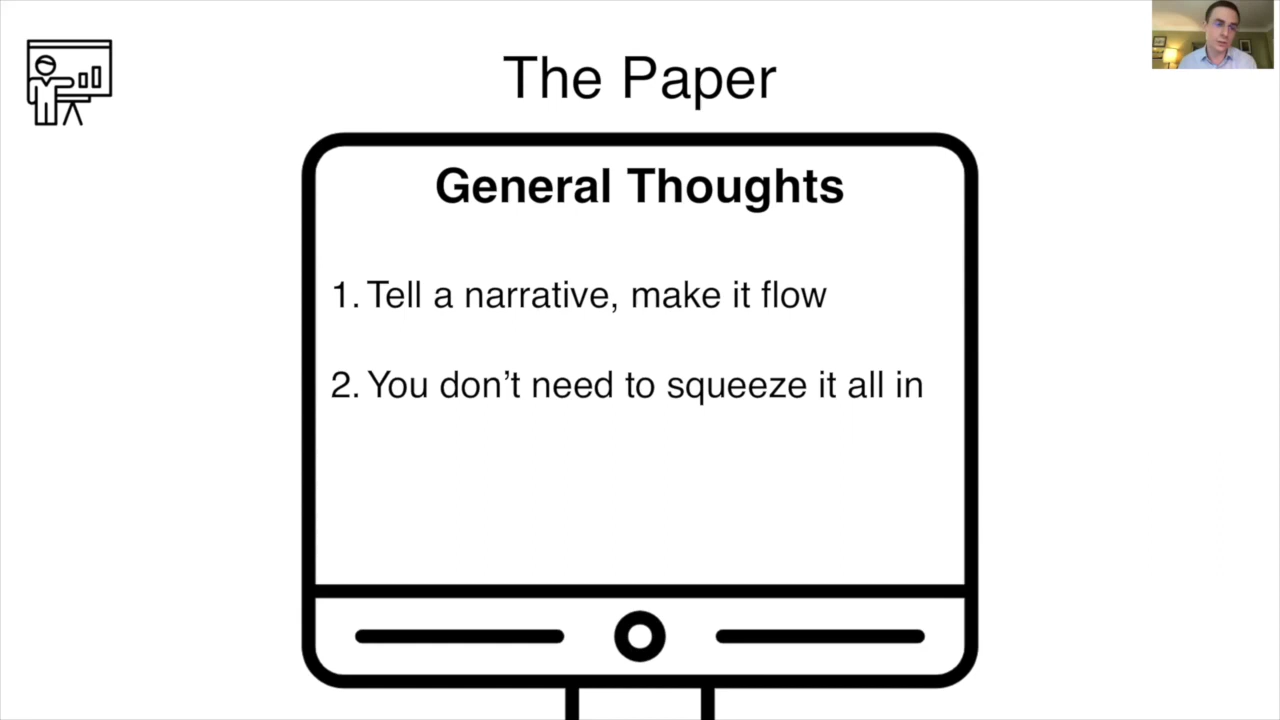 The Paper
General Thoughts
1. Tell a narrative, make it flow
2. You don’t need to squeeze it all in